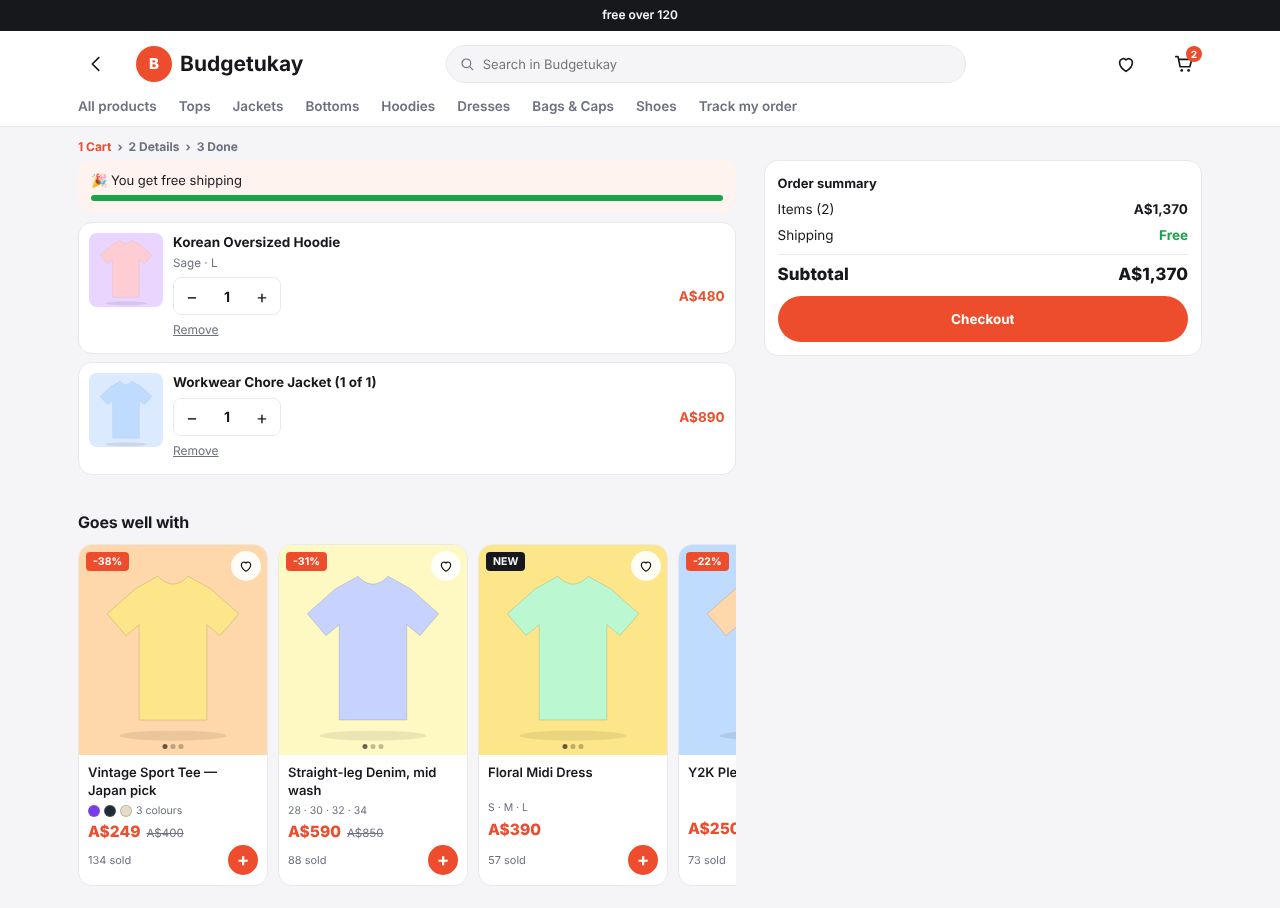 free over 120
B Budgetukay
Search in Budgetukay
2
All products Tops Jackets Bottoms Hoodies Dresses Bags & Caps Shoes Track my order
1 Cart › 2 Details › 3 Done
🎉 You get free shipping
Korean Oversized Hoodie
Sage · L
− 1 +
A$480
Remove
Workwear Chore Jacket (1 of 1)
− 1 +
A$890
Remove
Order summary
Items (2) A$1,370
Shipping Free
Subtotal A$1,370
Checkout
Goes well with
-38%
Vintage Sport Tee —
Japan pick
3 colours
A$249 A$400
134 sold
+
-31%
Straight-leg Denim, mid
wash
28 · 30 · 32 · 34
A$590 A$850
88 sold
+
NEW
Floral Midi Dress
S · M · L
A$390
57 sold
+
-22%
Y2K Ple
A$250
73 sold